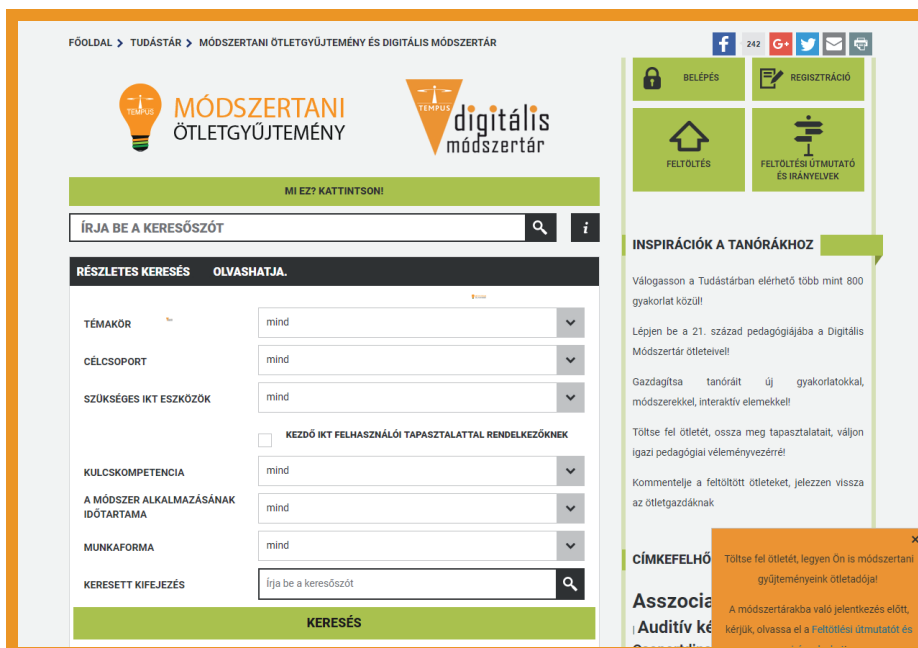 FŐOLDAL > TUDÁSTÁR > MÓDSZERTANI ÖTLETGYŰJTEMÉNY ÉS DIGITÁLIS MÓDSZERTÁR
242 G+
TEMPUS
MÓDSZERTANI
ÖTLETGYŰJTEMÉNY
TEMPUS
digitális
módszertár
MI EZ? KATTINTSON!
ÍRJA BE A KERESŐSZÓT
i
RÉSZLETES KERESÉS OLVASHATJA.
TÉMAKÖR mind
CÉLCSOPORT mind
SZÜKSÉGES IKT ESZKÖZÖK mind
KEZDŐ IKT FELHASZNÁLÓI TAPASZTALATTAL RENDELKEZŐKNEK
KULCSKOMPETENCIA mind
A MÓDSZER ALKALMAZÁSÁNAK
IDŐTARTAMA mind
MUNKAFORMA mind
KERESETT KIFEJEZÉS Írja be a keresőszót
KERESÉS
BELÉPÉS
REGISZTRÁCIÓ
FELTÖLTÉS
FELTÖLTÉSI ÚTMUTATÓ
ÉS IRÁNYELVEK
INSPIRÁCIÓK A TANÓRÁKHOZ
Válogasson a Tudástárban elérhető több mint 800
gyakorlat közül!
Lépjen be a 21. század pedagógiájába a Digitális
Módszertár ötleteivel!
Gazdagítsa tanóráit új gyakorlatokkal,
módszerekkel, interaktív elemekkel!
Töltse fel ötletét, ossza meg tapasztalatait, váljon
igazi pedagógiai véleményvezérré!
Kommentelje a feltöltött ötleteket, jelezzen vissza
az ötletgazdáknak
CÍMKEFELHŐ
Asszocia
| Auditív ké
×
Töltse fel ötletét, legyen Ön is módszertani
gyűjteményeink ötletadója!
A módszertárakba való jelentkezés előtt,
kérjük, olvassa el a Feltötlési útmutatót és